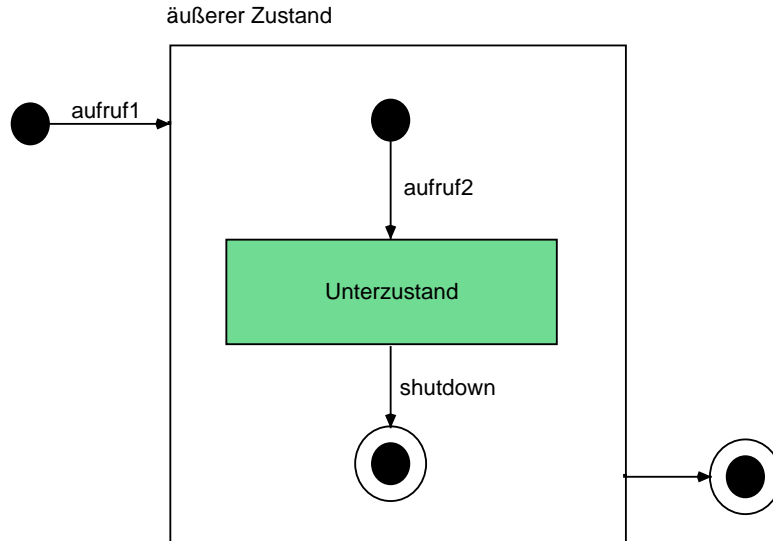 äußerer Zustand
aufruf1
aufruf2
Unterzustand
shutdown